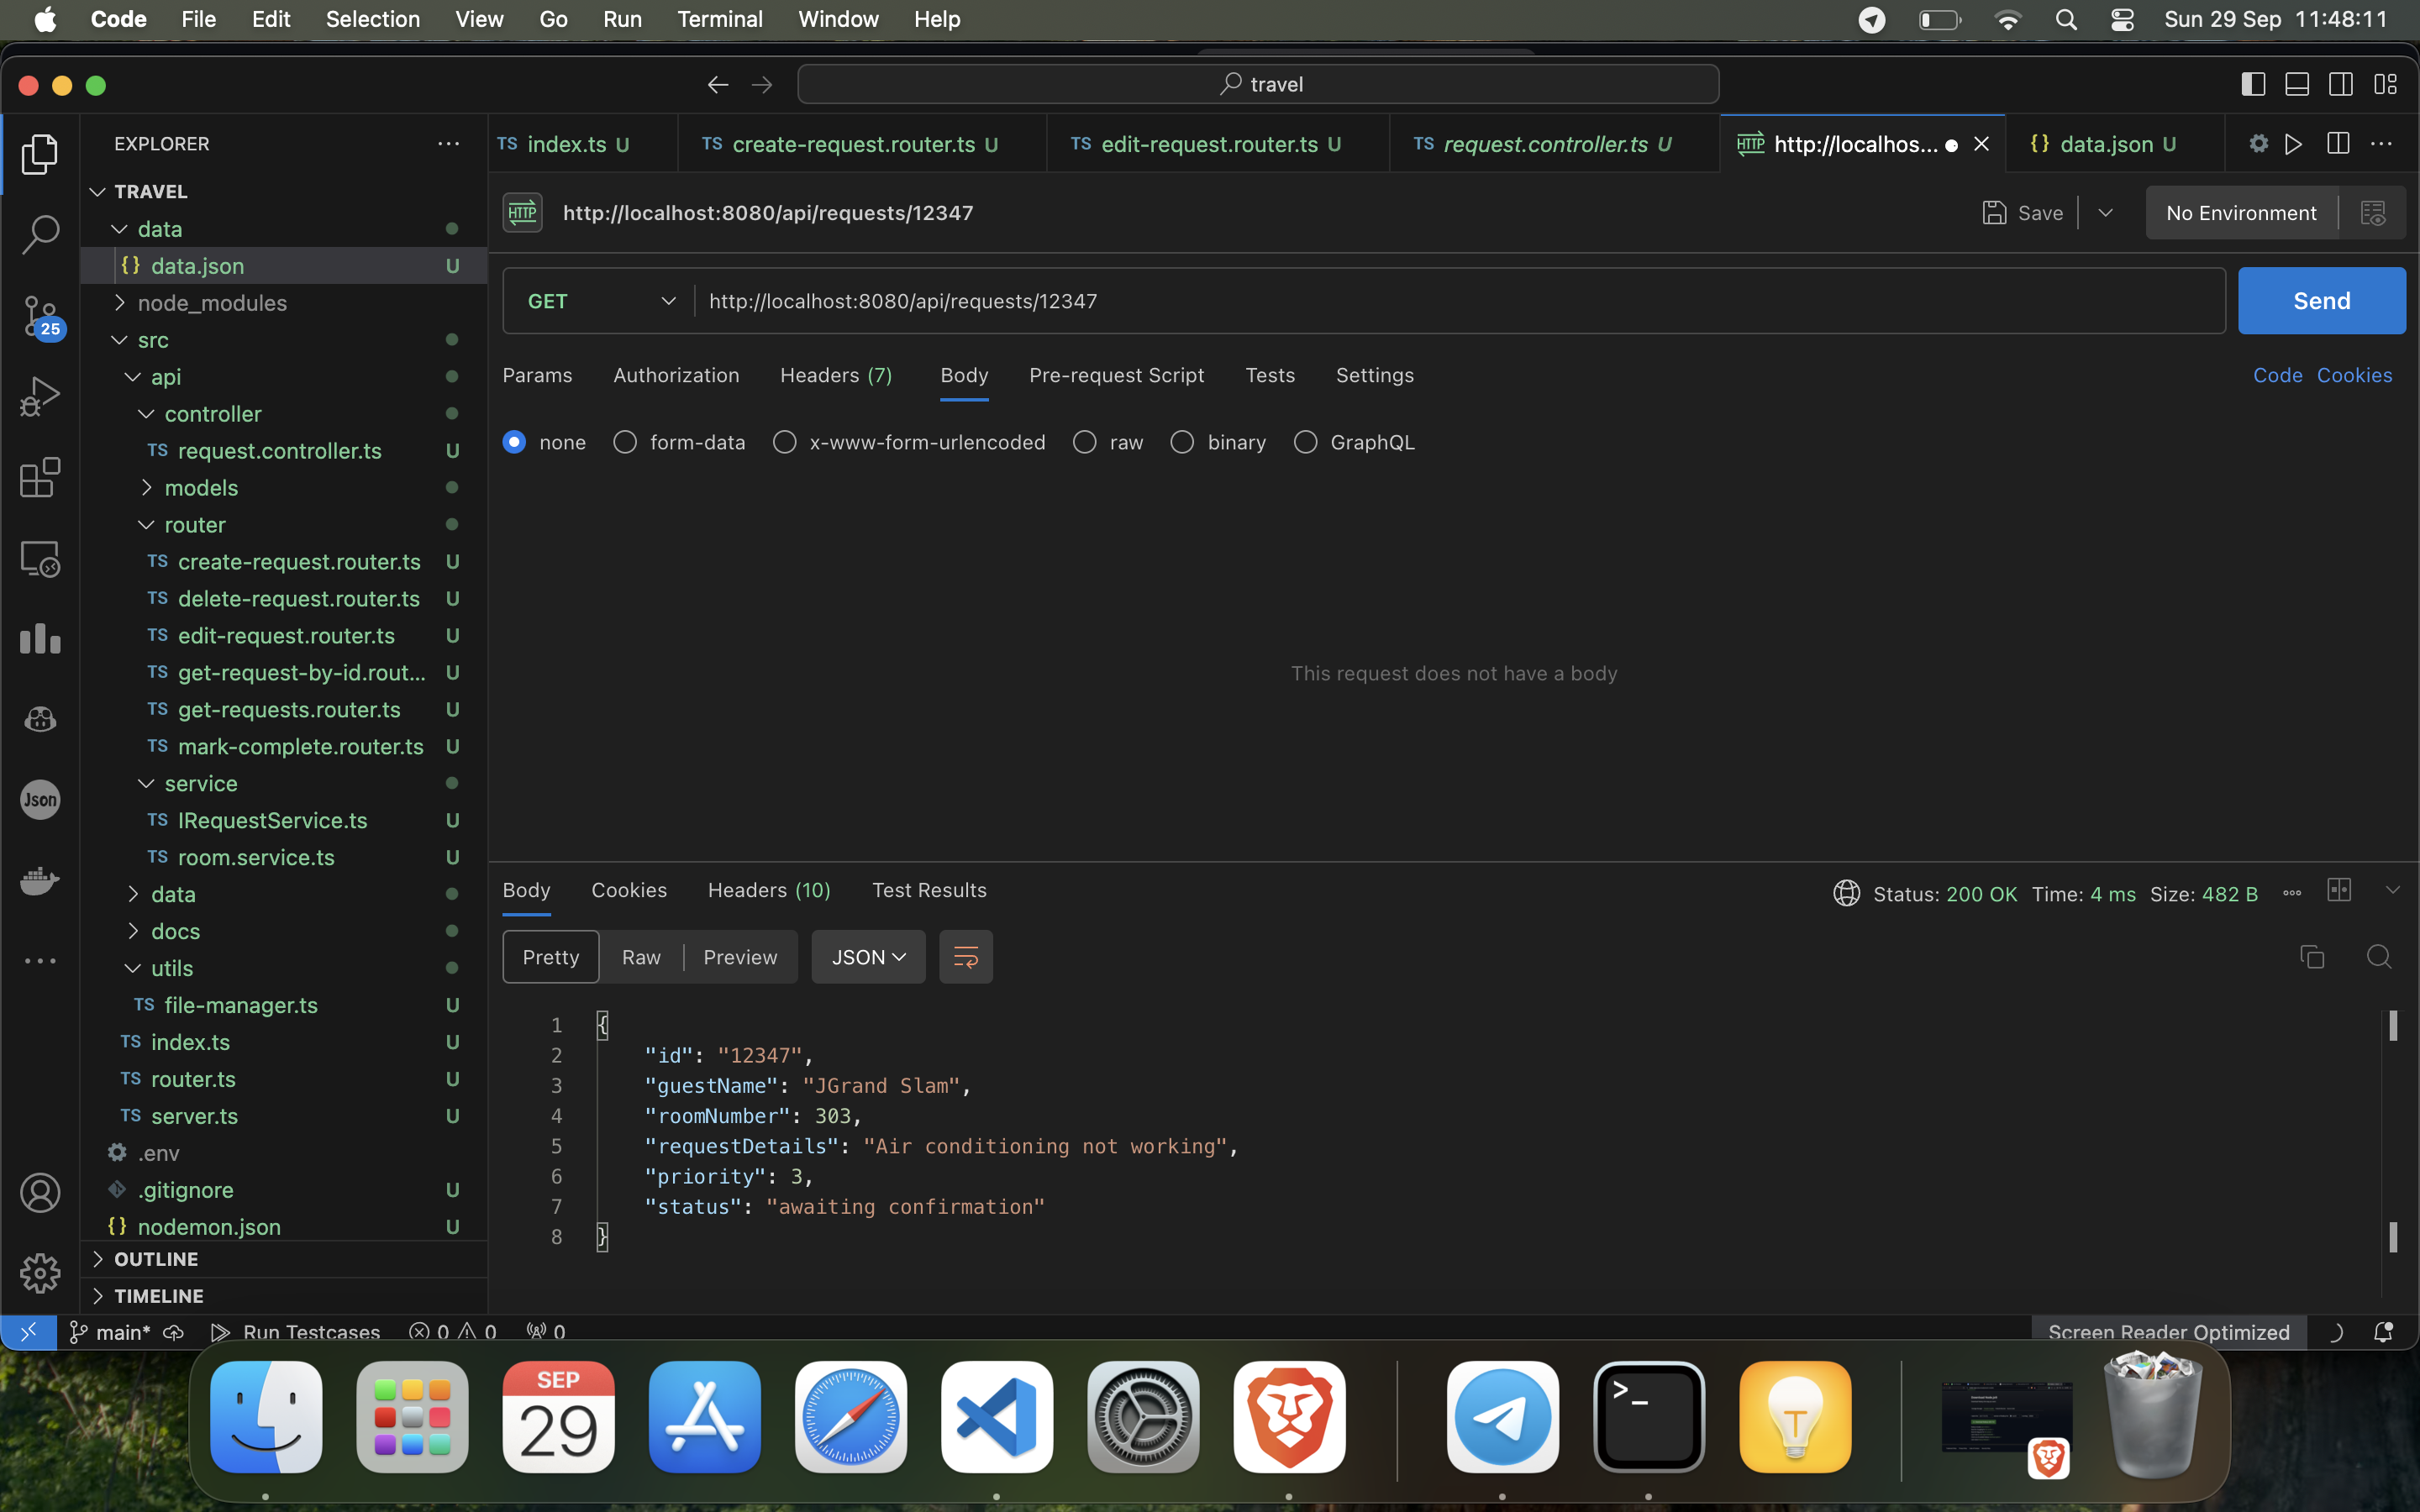 Code File Edit Selection View Go Run Terminal Window Help Sun 29 Sep 11:48:11
travel
EXPLORER
TS index.ts U TS create-request.router.ts U TS edit-request.router.ts U TS request.controller.ts U HTTP http://localhos... {} data.json U
TRAVEL
HTTP http://localhost:8080/api/requests/12347 Save No Environment
data
{} data.json U
node_modules
25
src
api
controller
TS request.controller.ts U
models
router
TS create-request.router.ts U
TS delete-request.router.ts U
TS edit-request.router.ts U
TS get-request-by-id.rout... U
TS get-requests.router.ts U
TS mark-complete.router.ts U
service
Json
TS IRequestService.ts U
TS room.service.ts U
data
docs
utils
TS file-manager.ts U
TS index.ts U
TS router.ts U
TS server.ts U
.env
.gitignore U
{} nodemon.json U
OUTLINE
TIMELINE
GET http://localhost:8080/api/requests/12347 Send
Params Authorization Headers (7) Body Pre-request Script Tests Settings Code Cookies
none form-data x-www-form-urlencoded raw binary GraphQL
This request does not have a body
Body Cookies Headers (10) Test Results Status: 200 OK Time: 4 ms Size: 482 B
Pretty Raw Preview JSON
1 {
2 "id": "12347",
3 "guestName": "JGrand Slam",
4 "roomNumber": 303,
5 "requestDetails": "Air conditioning not working",
6 "priority": 3,
7 "status": "awaiting confirmation"
8 }
main* Run Testcases 0 0 0 Screen Reader Optimized
SEP
29
>_
T